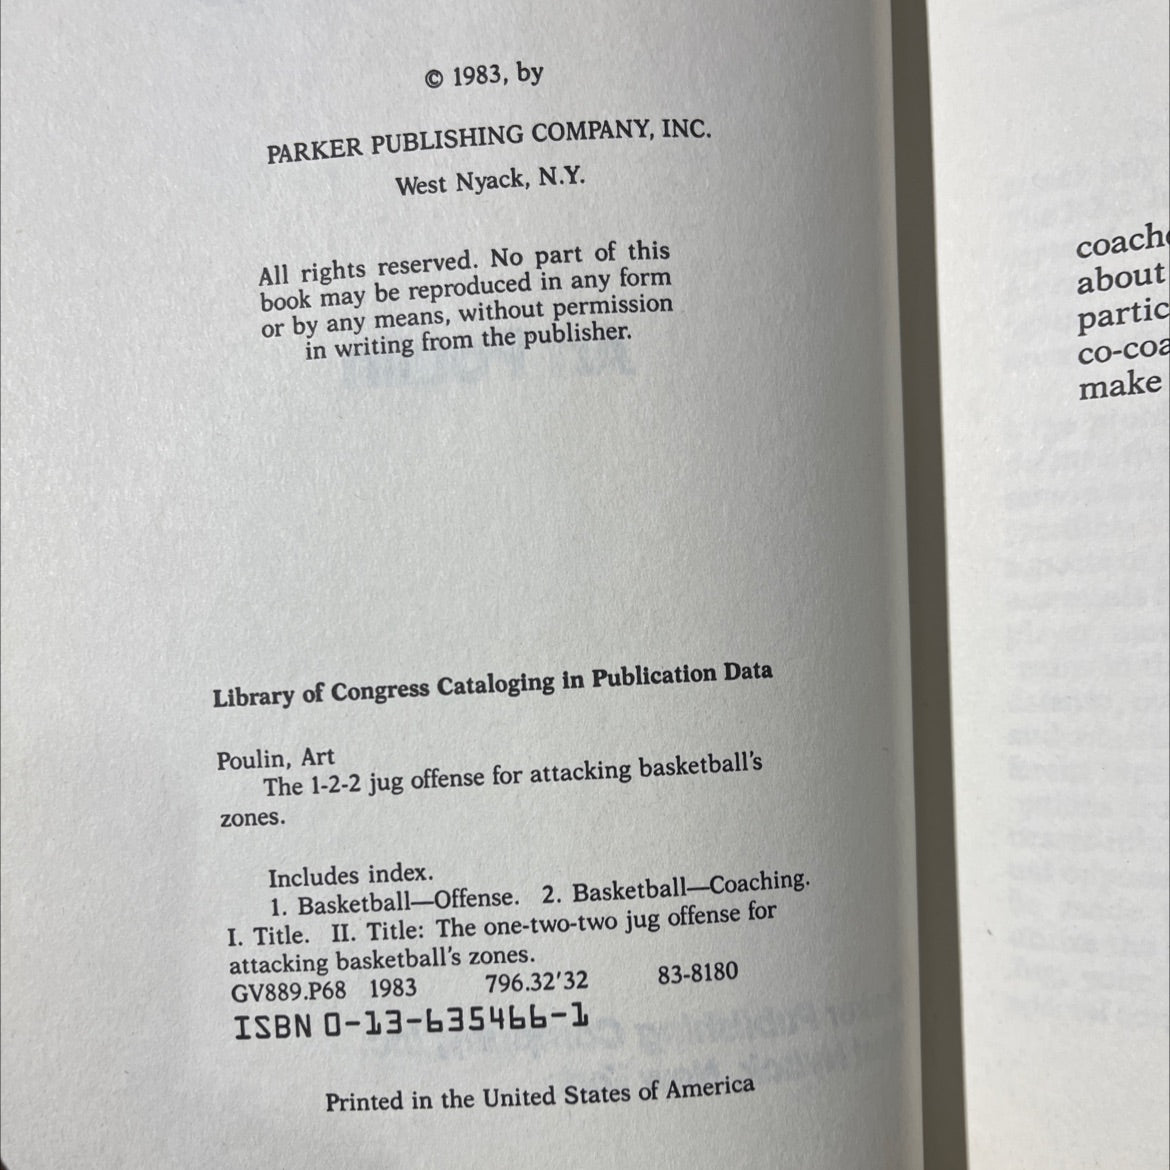 © 1983, by
PARKER PUBLISHING COMPANY, INC.
West Nyack, N.Y.
All rights reserved. No part of this
book may be reproduced in any form
or by any means, without permission
in writing from the publisher.
Library of Congress Cataloging in Publication Data
Poulin, Art
The 1-2-2 jug offense for attacking basketball's
zones.
Includes index.
1. Basketball—Offense. 2. Basketball—Coaching.
I. Title. II. Title: The one-two-two jug offense for
attacking basketball's zones.
GV889.P68 1983 796.32'32 83-8180
ISBN 0-13-635466-1
Printed in the United States of America
about
make